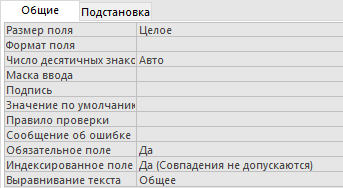 Общие Подстановка
Размер поля Целое
Формат поля
Число десятичных знако Авто
Маска ввода
Подпись
Значение по умолчани
Правило проверки
Сообщение об ошибке
Обязательное поле Да
Индексированное поле Да (Совпадения не допускаются)
Выравнивание текста Общее